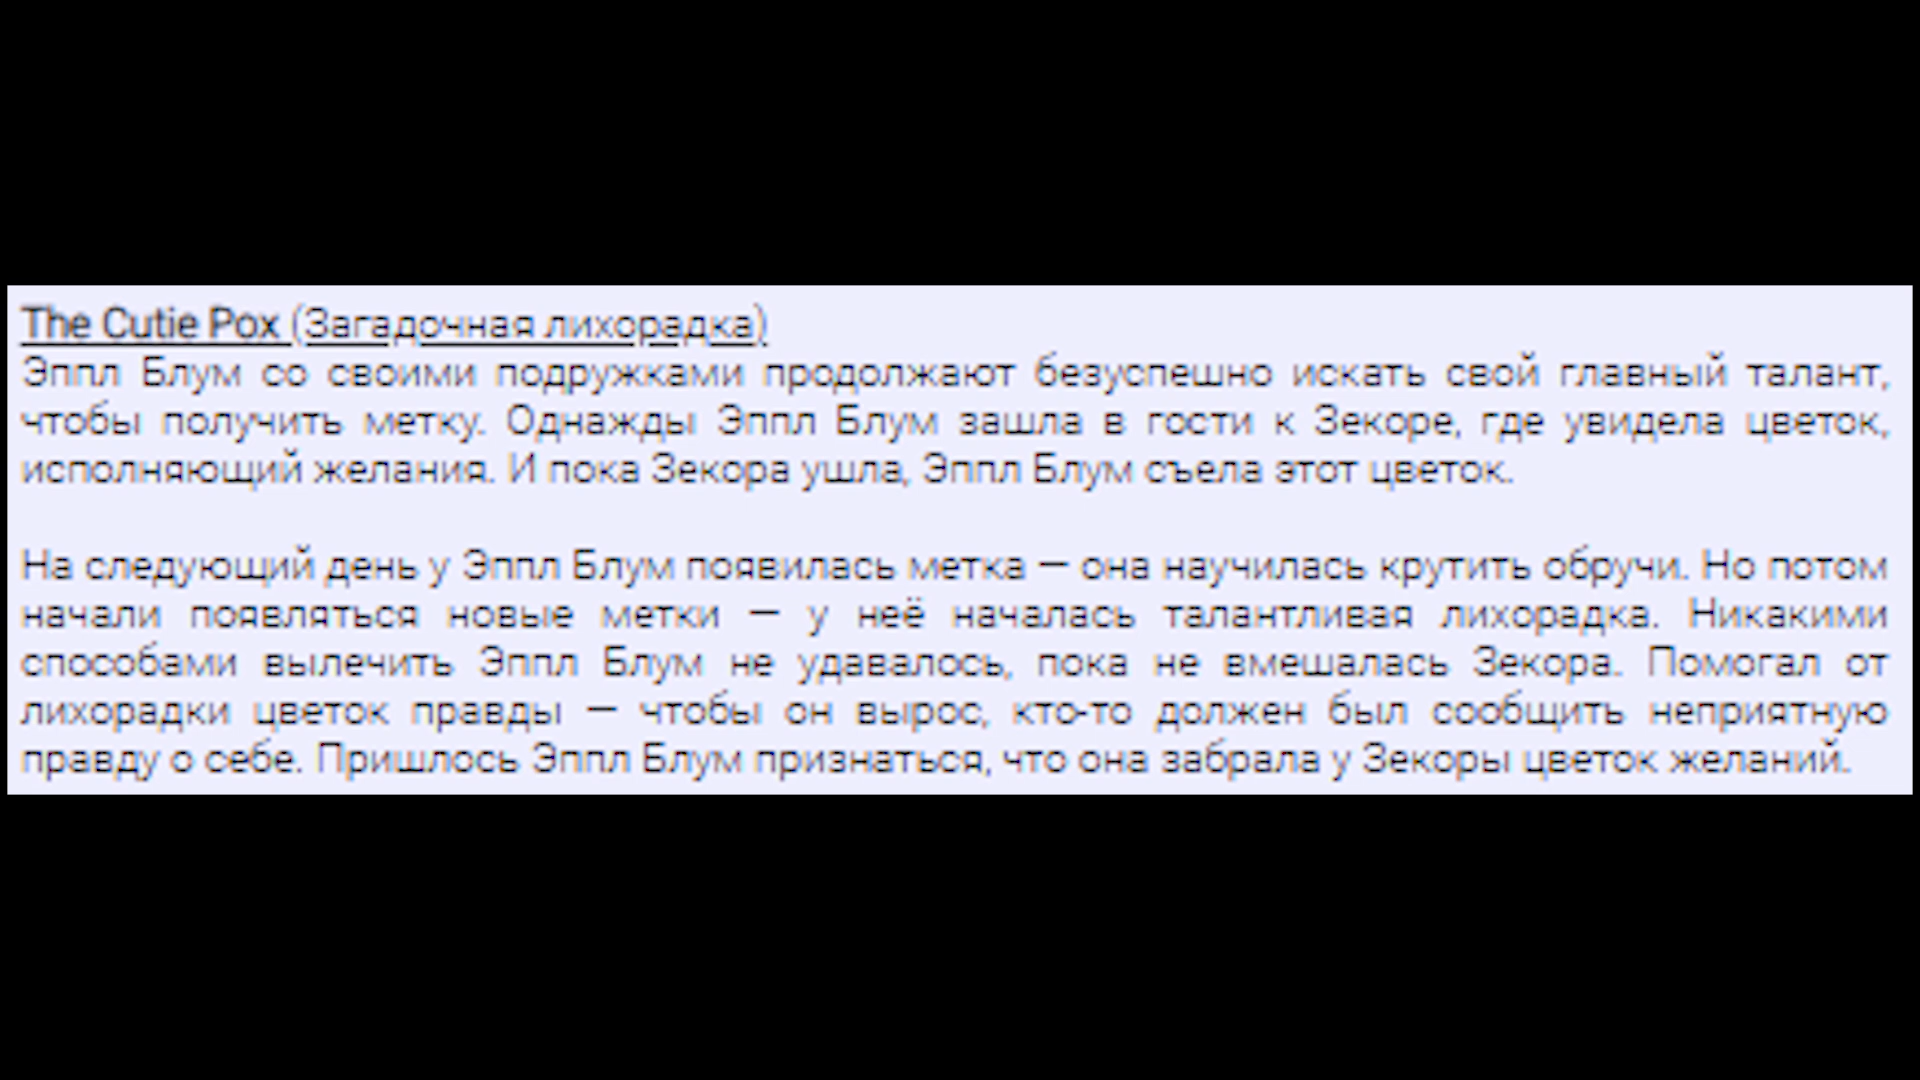 The Cutie Pox (Загадочная лихорадка)
Эппл Блум со своими подружками продолжают безуспешно искать свой главный талант,
чтобы получить метку. Однажды Эппл Блум зашла в гости к Зекоре, где увидела цветок,
исполняющий желания. И пока Зекора ушла, Эппл Блум съела этот цветок.
На следующий день у Эппл Блум появилась метка — она научилась крутить обручи. Но потом
начали появляться новые метки — у неё началась талантливая лихорадка. Никакими
способами вылечить Эппл Блум не удавалось, пока не вмешалась Зекора. Помогал от
лихорадки цветок правды — чтобы он вырос, кто-то должен был сообщить неприятную
правду о себе. Пришлось Эппл Блум признаться, что она забрала у Зекоры цветок желаний.